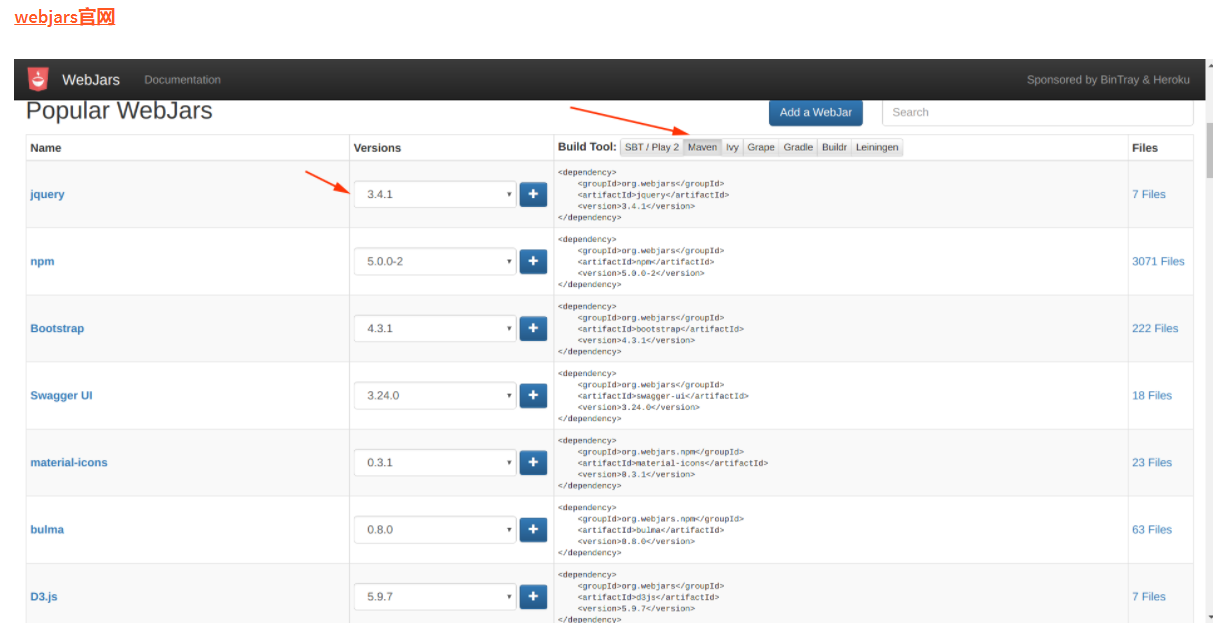 webjars官网
WebJars Documentation Sponsored by BinTray & Heroku
Popular WebJars Add a WebJar Search
Name Versions Build Tool: SBT / Play 2 Maven Ivy Grape Gradle Buildr Leiningen Files
jquery 3.4.1 + 7 Files
<dependency>
<groupId>org.webjars</groupId>
<artifactId>jquery</artifactId>
<version>3.4.1</version>
</dependency>
npm 5.0.0-2 + 3071 Files
<dependency>
<groupId>org.webjars</groupId>
<artifactId>npm</artifactId>
<version>5.0.0-2</version>
</dependency>
Bootstrap 4.3.1 + 222 Files
<dependency>
<groupId>org.webjars</groupId>
<artifactId>bootstrap</artifactId>
<version>4.3.1</version>
</dependency>
Swagger UI 3.24.0 + 18 Files
<dependency>
<groupId>org.webjars</groupId>
<artifactId>swagger-ui</artifactId>
<version>3.24.0</version>
</dependency>
material-icons 0.3.1 + 23 Files
<dependency>
<groupId>org.webjars.npm</groupId>
<artifactId>material-icons</artifactId>
<version>0.3.1</version>
</dependency>
bulma 0.8.0 + 63 Files
<dependency>
<groupId>org.webjars.npm</groupId>
<artifactId>bulma</artifactId>
<version>0.8.0</version>
</dependency>
D3.js 5.9.7 + 7 Files
<dependency>
<groupId>org.webjars</groupId>
<artifactId>d3js</artifactId>
<version>5.9.7</version>
</dependency>